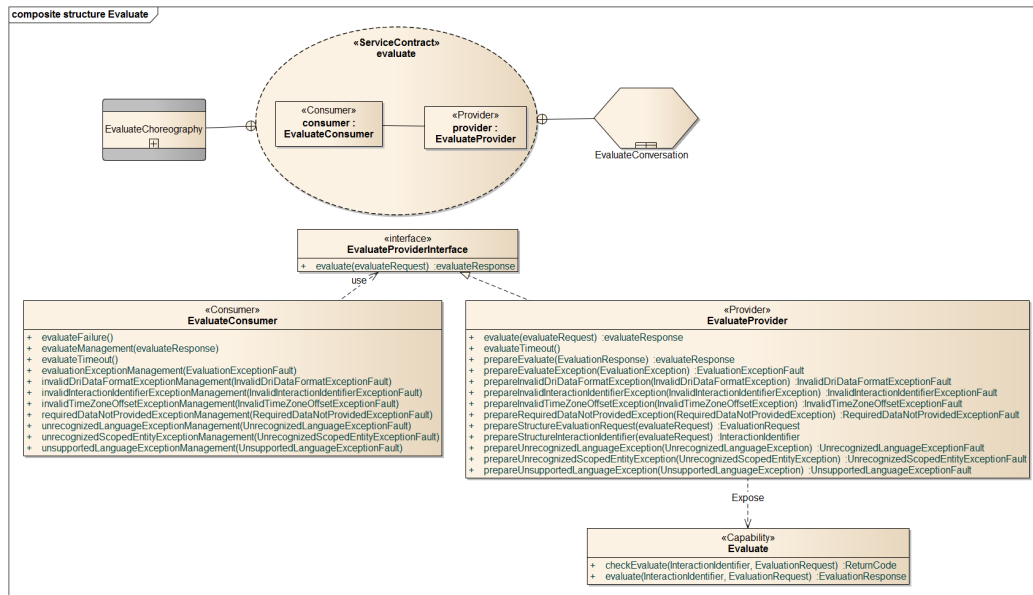 composite structure Evaluate
«ServiceContract»
evaluate
EvaluateChoreography
«Consumer»
consumer :
EvaluateConsumer
«Provider»
provider :
EvaluateProvider
EvaluateConversation
«interface»
EvaluateProviderInterface
+ evaluate(evaluateRequest) :evaluateResponse
use
«Consumer»
EvaluateConsumer
+ evaluateFailure()
+ evaluateManagement(evaluateResponse)
+ evaluateTimeout()
+ evaluationExceptionManagement(EvaluationExceptionFault)
+ invalidDriDataFormatExceptionManagement(InvalidDriDataFormatExceptionFault)
+ invalidInteractionIdentifierExceptionManagement(InvalidInteractionIdentifierExceptionFault)
+ invalidTimeZoneOffsetExceptionManagement(InvalidTimeZoneOffsetExceptionFault)
+ requiredDataNotProvidedExceptionManagement(RequiredDataNotProvidedExceptionFault)
+ unrecognizedLanguageExceptionManagement(UnrecognizedLanguageExceptionFault)
+ unrecognizedScopedEntityExceptionManagement(UnrecognizedScopedEntityExceptionFault)
+ unsupportedLanguageExceptionManagement(UnsupportedLanguageExceptionFault)
«Provider»
EvaluateProvider
+ evaluate(evaluateRequest) :evaluateResponse
+ evaluateTimeout()
+ prepareEvaluate(EvaluationResponse) :evaluateResponse
+ prepareEvaluateException(EvaluationException) :EvaluationExceptionFault
+ prepareInvalidDriDataFormatException(InvalidDriDataFormatException) :InvalidDriDataFormatExceptionFault
+ prepareInvalidInteractionIdentifierException(InvalidInteractionIdentifierException) :InvalidInteractionIdentifierExceptionFault
+ prepareInvalidTimeZoneOffsetException(InvalidTimeZoneOffsetException) :InvalidTimeZoneOffsetExceptionFault
+ prepareRequiredDataNotProvidedException(RequiredDataNotProvidedException) :RequiredDataNotProvidedExceptionFault
+ prepareStructureEvaluationRequest(evaluateRequest) :EvaluationRequest
+ prepareStructureInteractionIdentifier(evaluateRequest) :InteractionIdentifier
+ prepareUnrecognizedLanguageException(UnrecognizedLanguageException) :UnrecognizedLanguageExceptionFault
+ prepareUnrecognizedScopedEntityException(UnrecognizedScopedEntityException) :UnrecognizedScopedEntityExceptionFault
+ prepareUnsupportedLanguageException(UnsupportedLanguageException) :UnsupportedLanguageExceptionFault
Expose
«Capability»
Evaluate
+ checkEvaluate(InteractionIdentifier, EvaluationRequest) :ReturnCode
+ evaluate(InteractionIdentifier, EvaluationRequest) :EvaluationResponse